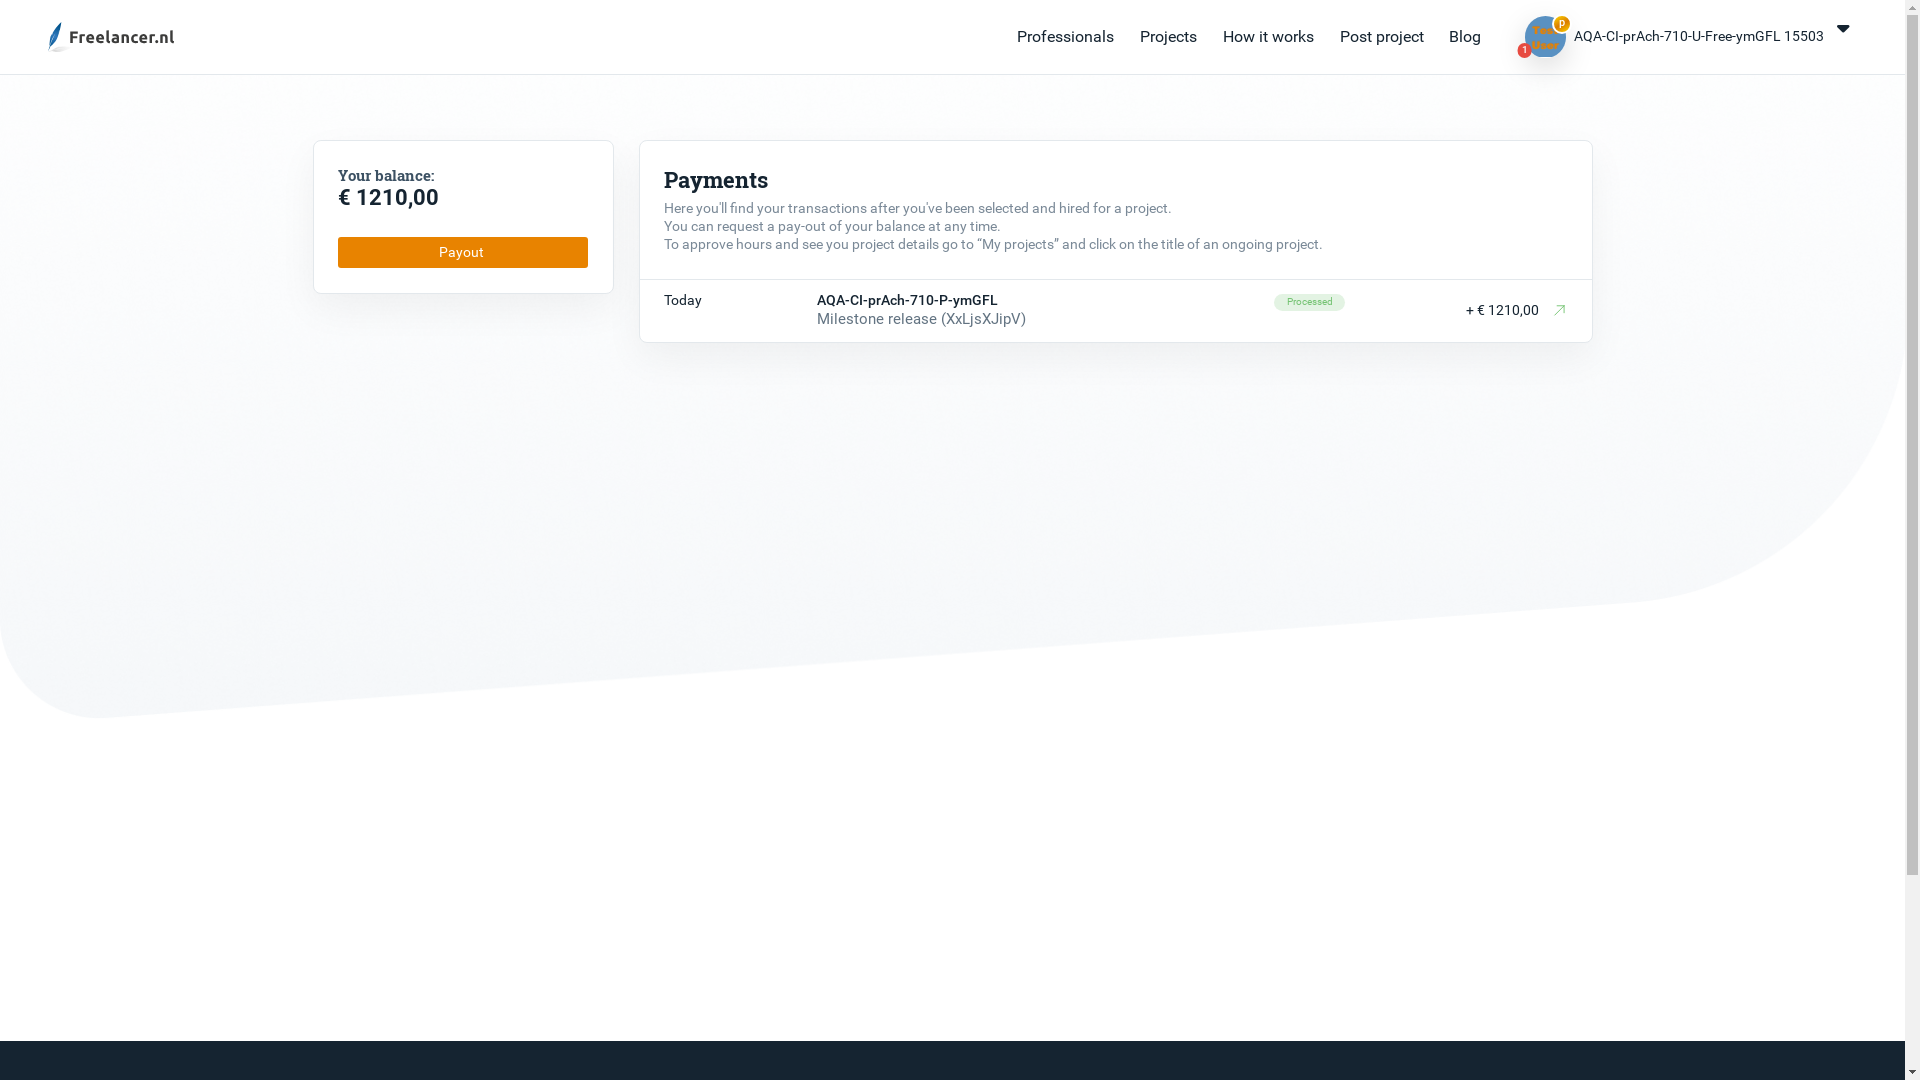 Freelancer.nl
Professionals
Projects
How it works
Post project
Blog
P
1
AQA-CI-prAch-710-U-Free-ymGFL 15503
Your balance:
€ 1210,00
Payout
Payments
Here you'll find your transactions after you've been selected and hired for a project.
You can request a pay-out of your balance at any time.
To approve hours and see you project details go to “My projects” and click on the title of an ongoing project.
Today
AQA-CI-prAch-710-P-ymGFL
Milestone release (XxLjsXJipV)
Processed
+ € 1210,00